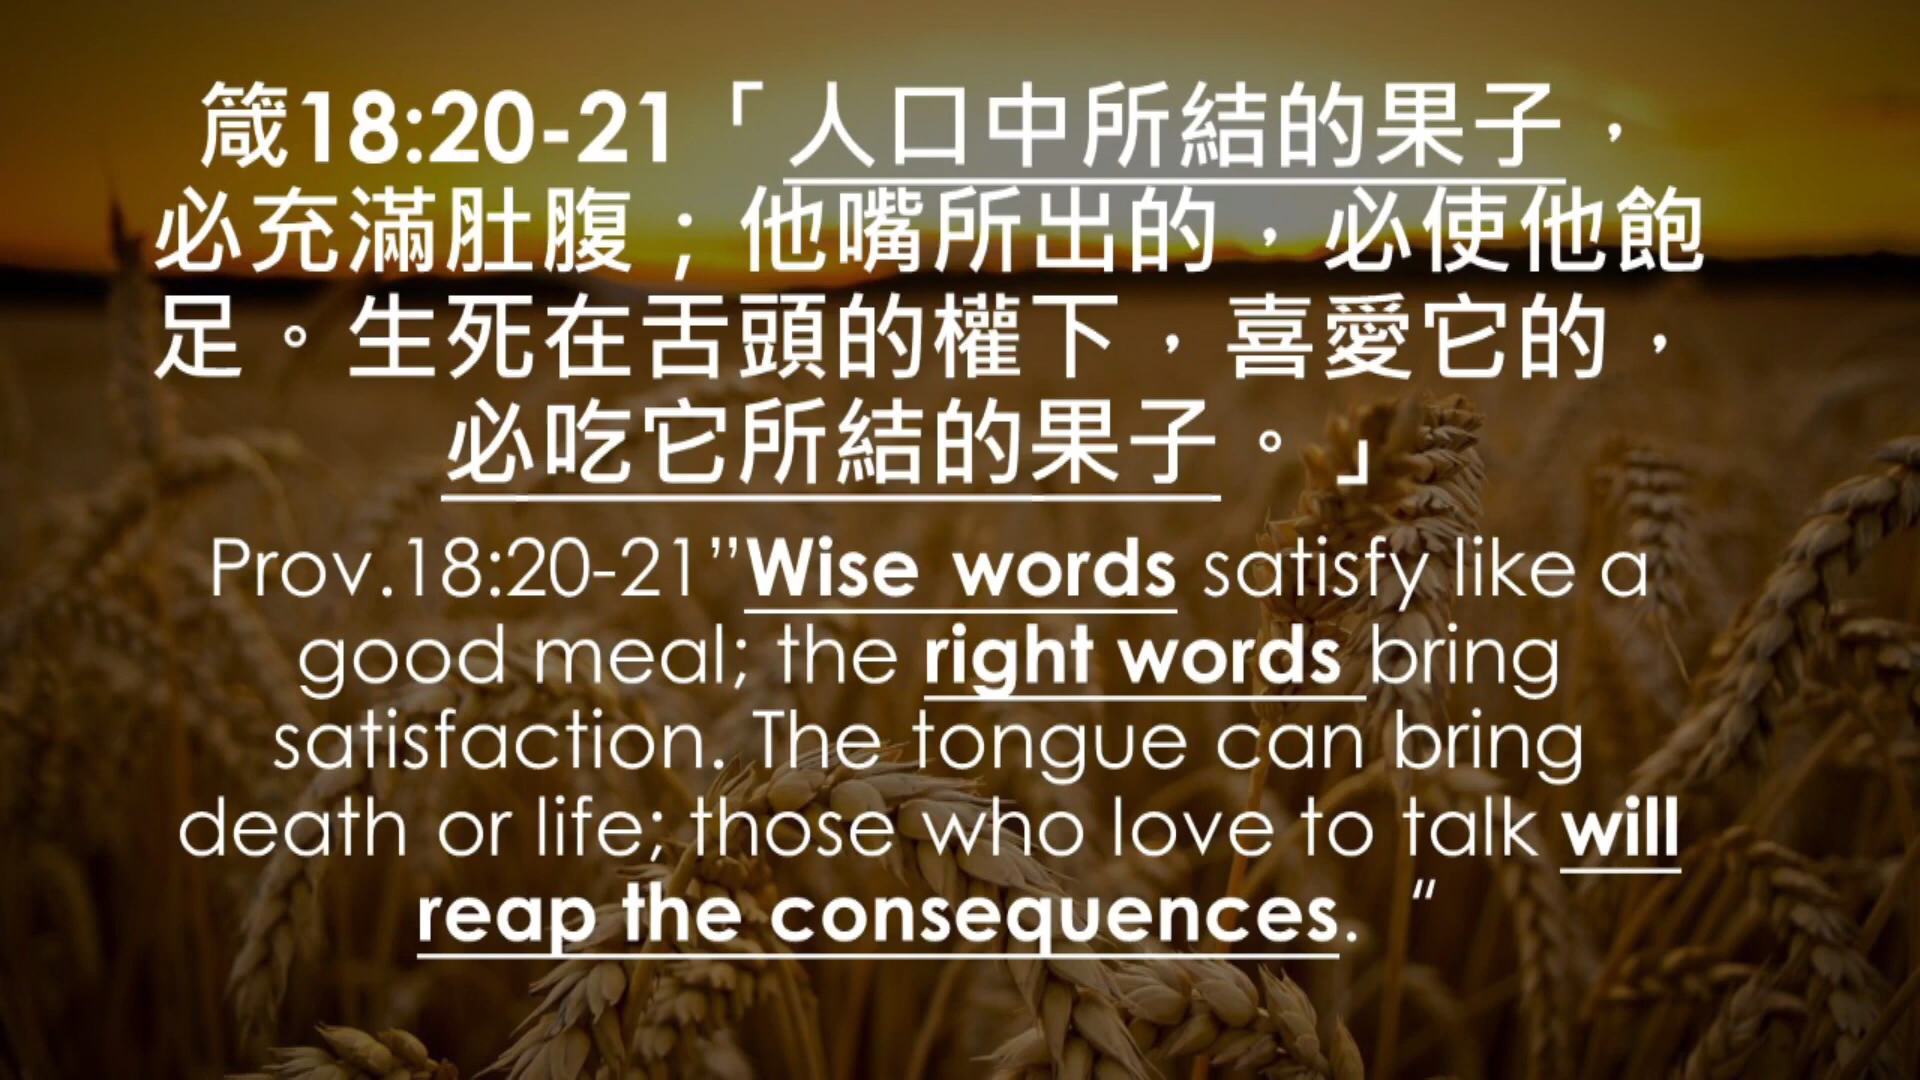 箴18:20-21「人口中所結的果子，
必充滿肚腹；他嘴所出的，必使他飽
足。生死在舌頭的權下，喜愛它的，
必吃它所結的果子。」
Prov.18:20-21”Wise words satisfy like a
good meal; the right words bring
satisfaction. The tongue can bring
death or life; those who love to talk will
reap the consequences. “